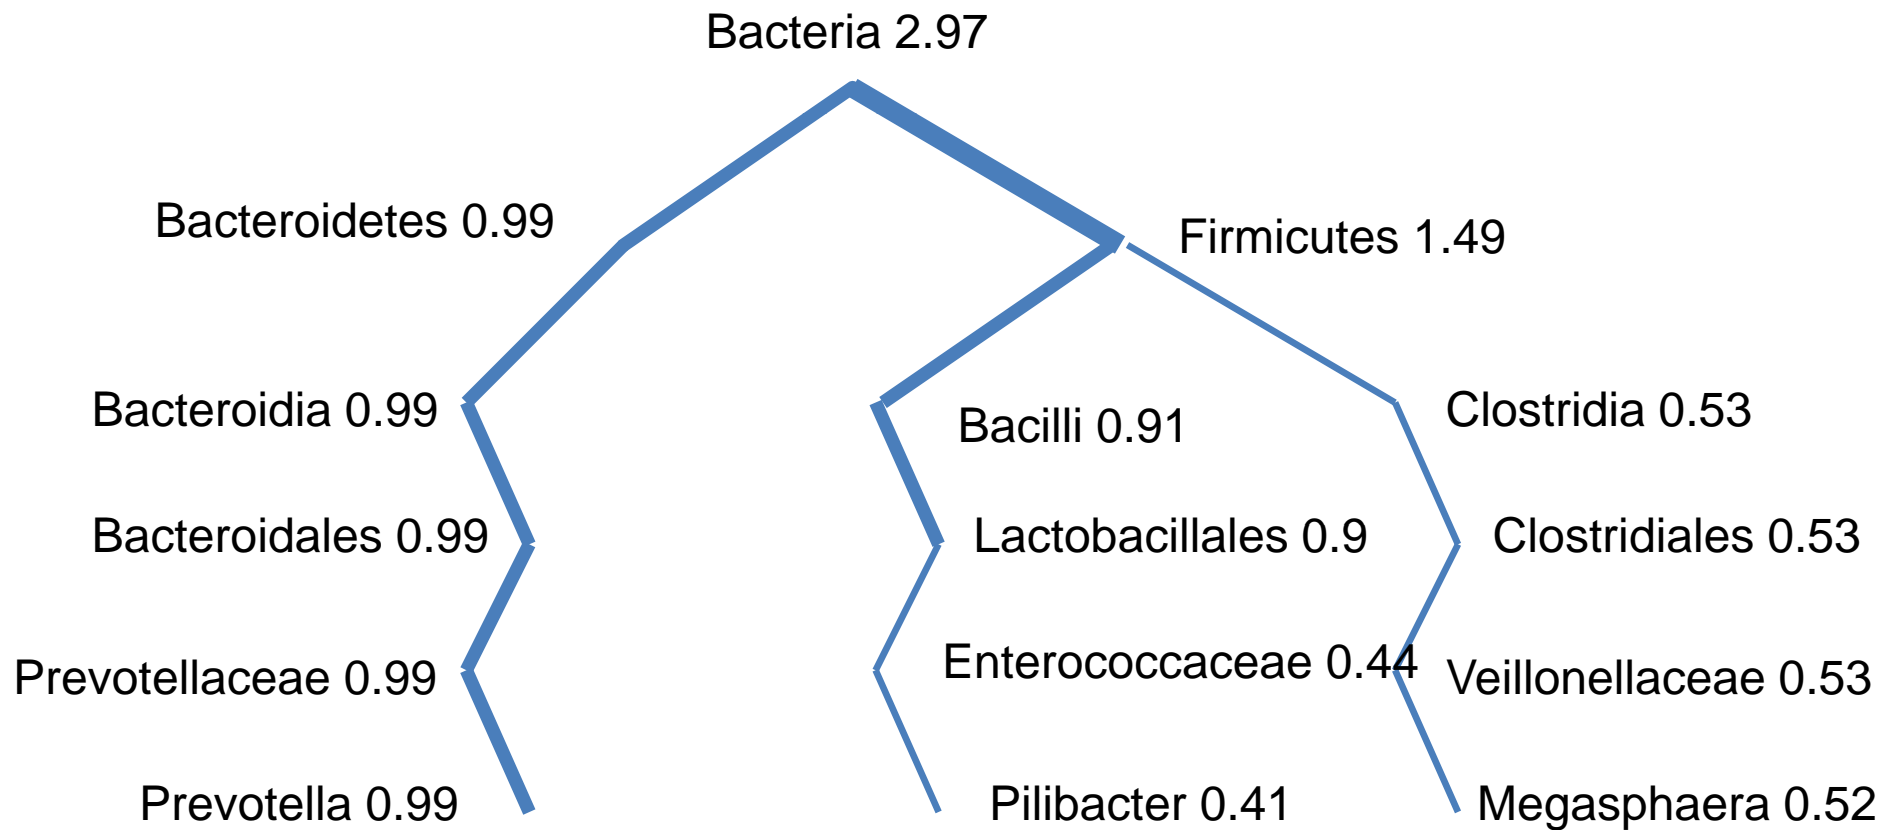 Bacteria 2.97
Bacteroidetes 0.99
Firmicutes 1.49
Bacteroidia 0.99
Bacilli 0.91
Clostridia 0.53
Bacteroidales 0.99
Lactobacillales 0.9
Clostridiales 0.53
Prevotellaceae 0.99
Enterococcaceae 0.44
Veillonellaceae 0.53
Prevotella 0.99
Pilibacter 0.41
Megasphaera 0.52